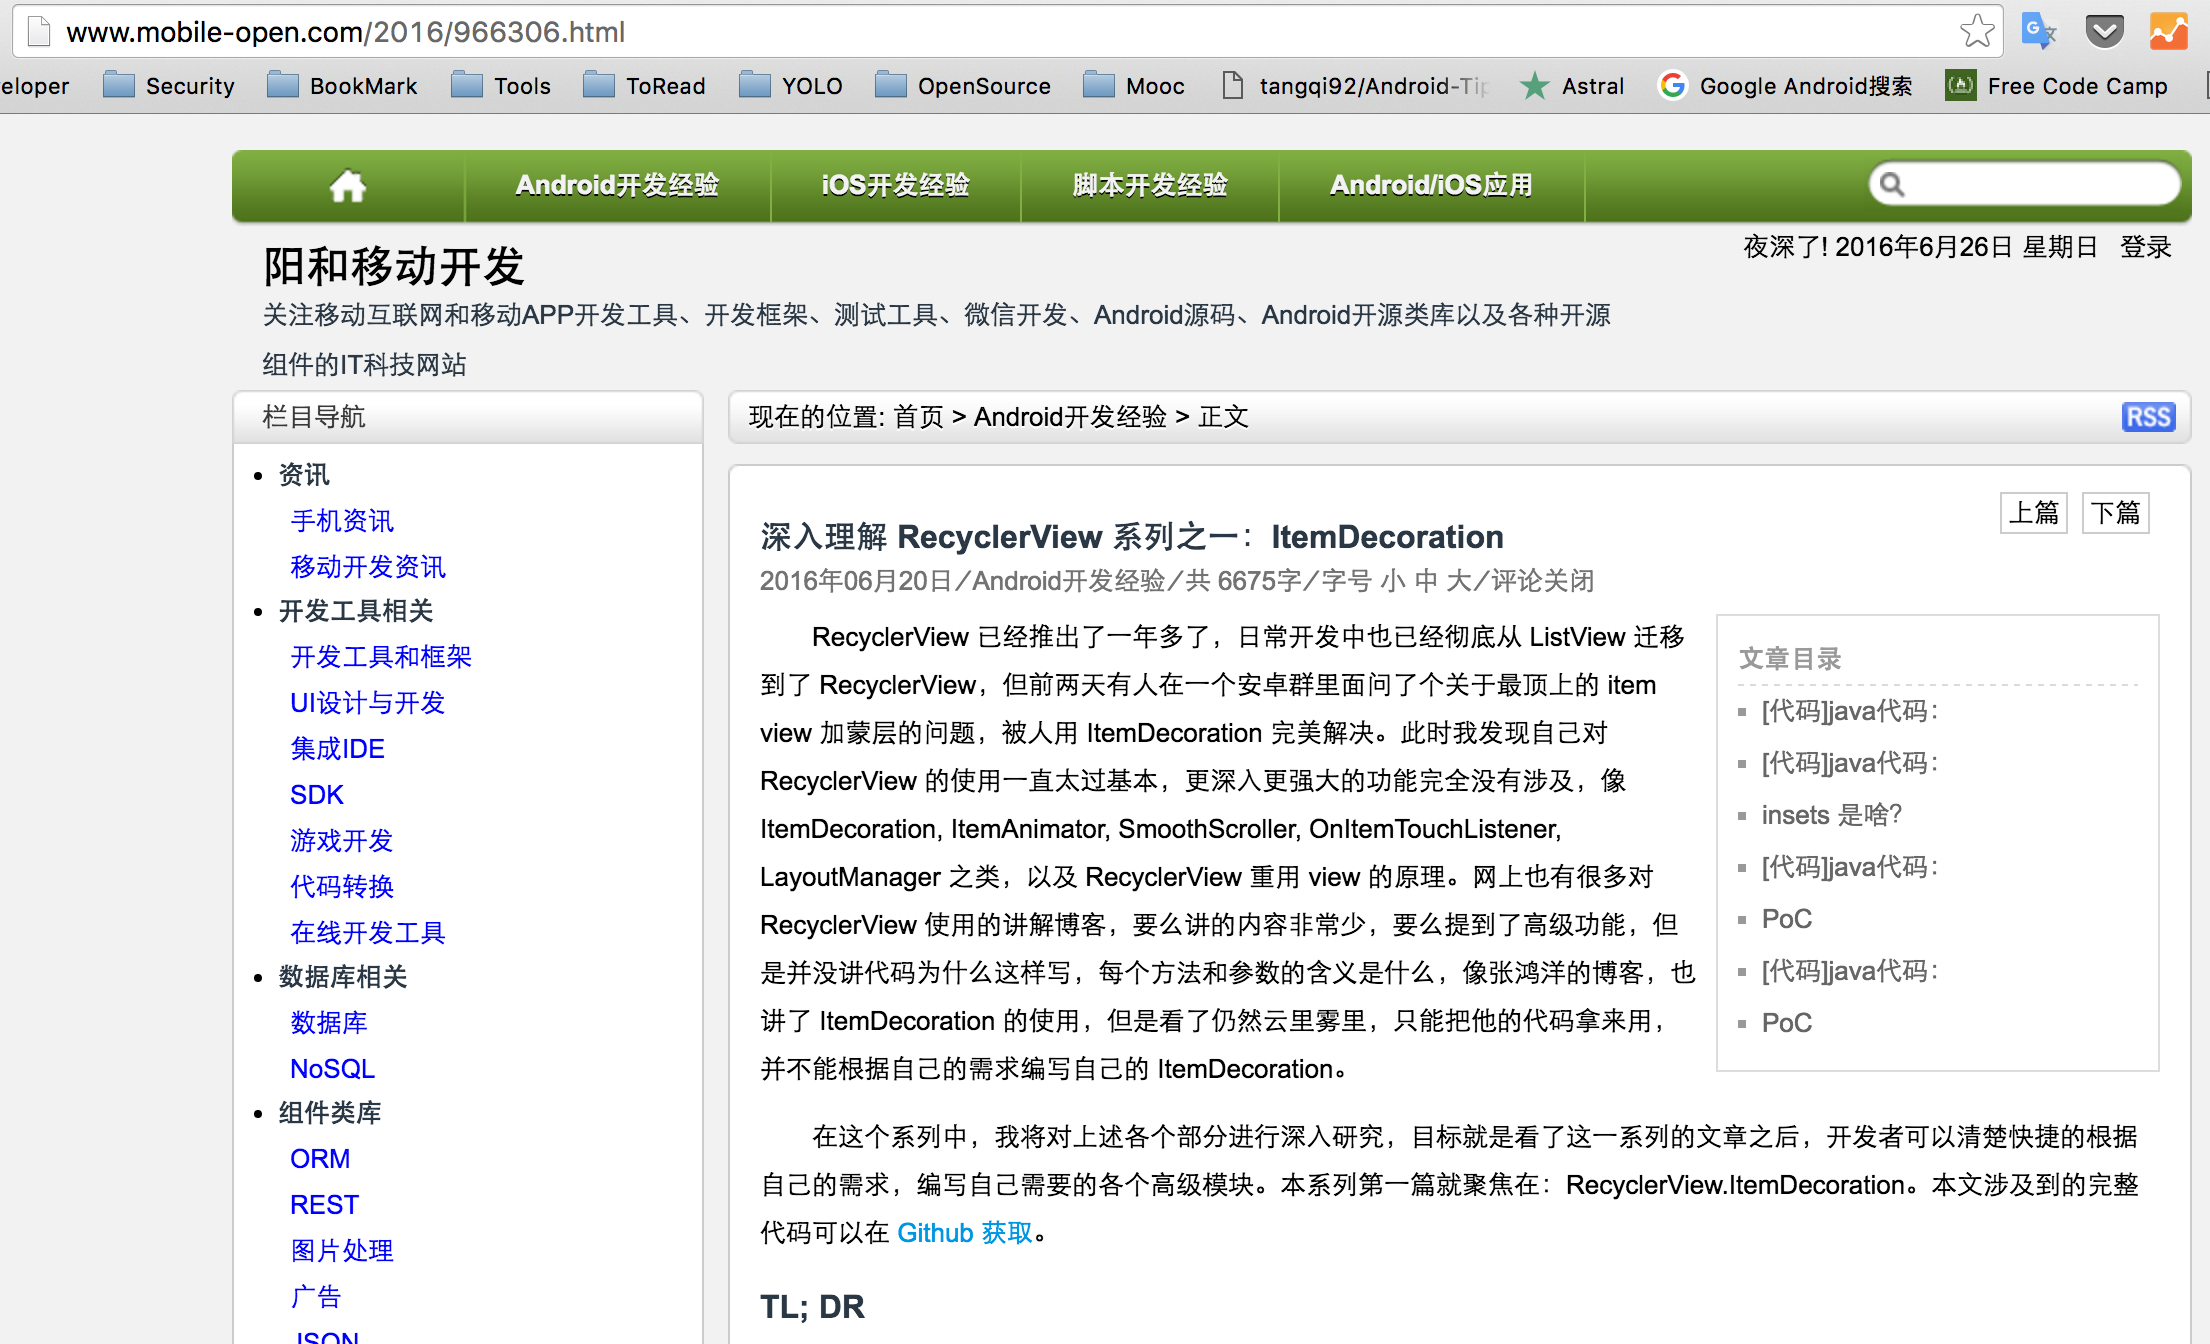 www.mobile-open.com/2016/966306.html
eloper Security BookMark Tools ToRead YOLO OpenSource Mooc tangqi92/Android-Tip Astral Google Android搜索 Free Code Camp
Android开发经验 iOS开发经验 脚本开发经验 Android/iOS应用
夜深了! 2016年6月26日 星期日 登录
阳和移动开发
关注移动互联网和移动APP开发工具、开发框架、测试工具、微信开发、Android源码、Android开源类库以及各种开源
组件的IT科技网站
栏目导航
资讯
手机资讯
移动开发资讯
开发工具相关
开发工具和框架
UI设计与开发
集成IDE
SDK
游戏开发
代码转换
在线开发工具
数据库相关
数据库
NoSQL
组件类库
ORM
REST
图片处理
广告
JSON
现在的位置: 首页 > Android开发经验 > 正文
RSS
上篇 下篇
深入理解 RecyclerView 系列之一：ItemDecoration
2016年06月20日／Android开发经验／共 6675字／字号 小 中 大／评论关闭
RecyclerView 已经推出了一年多了，日常开发中也已经彻底从 ListView 迁移
到了 RecyclerView，但前两天有人在一个安卓群里面问了个关于最顶上的 item
view 加蒙层的问题，被人用 ItemDecoration 完美解决。此时我发现自己对
RecyclerView 的使用一直太过基本，更深入更强大的功能完全没有涉及，像
ItemDecoration, ItemAnimator, SmoothScroller, OnItemTouchListener,
LayoutManager 之类，以及 RecyclerView 重用 view 的原理。网上也有很多对
RecyclerView 使用的讲解博客，要么讲的内容非常少，要么提到了高级功能，但
是并没讲代码为什么这样写，每个方法和参数的含义是什么，像张鸿洋的博客，也
讲了 ItemDecoration 的使用，但是看了仍然云里雾里，只能把他的代码拿来用，
并不能根据自己的需求编写自己的 ItemDecoration。
文章目录
[代码]java代码：
[代码]java代码：
insets 是啥？
[代码]java代码：
PoC
[代码]java代码：
PoC
在这个系列中，我将对上述各个部分进行深入研究，目标就是看了这一系列的文章之后，开发者可以清楚快捷的根据
自己的需求，编写自己需要的各个高级模块。本系列第一篇就聚焦在：RecyclerView.ItemDecoration。本文涉及到的完整
代码可以在 Github 获取。
TL; DR